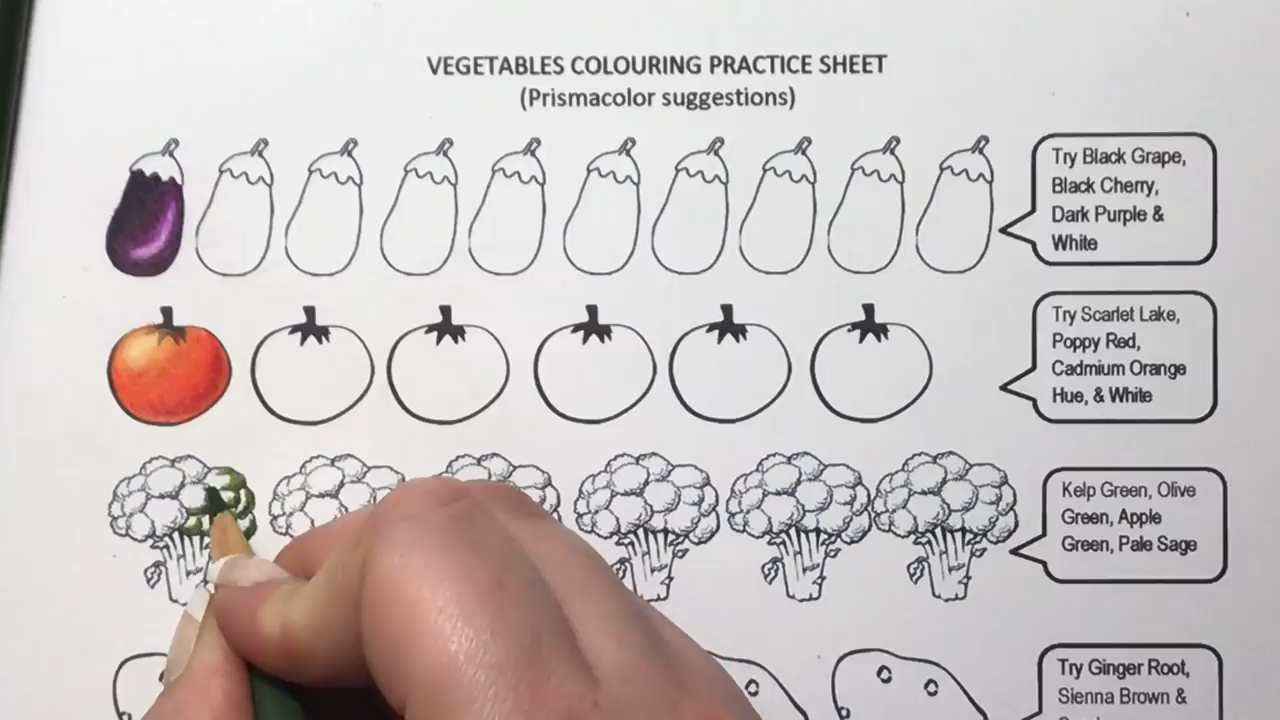 VEGETABLES COLOURING PRACTICE SHEET
(Prismacolor suggestions)
Try Black Grape,
Black Cherry,
Dark Purple &
White
Try Scarlet Lake,
Poppy Red,
Cadmium Orange
Hue, & White
Kelp Green, Olive
Green, Apple
Green, Pale Sage
Try Ginger Root,
Sienna Brown &